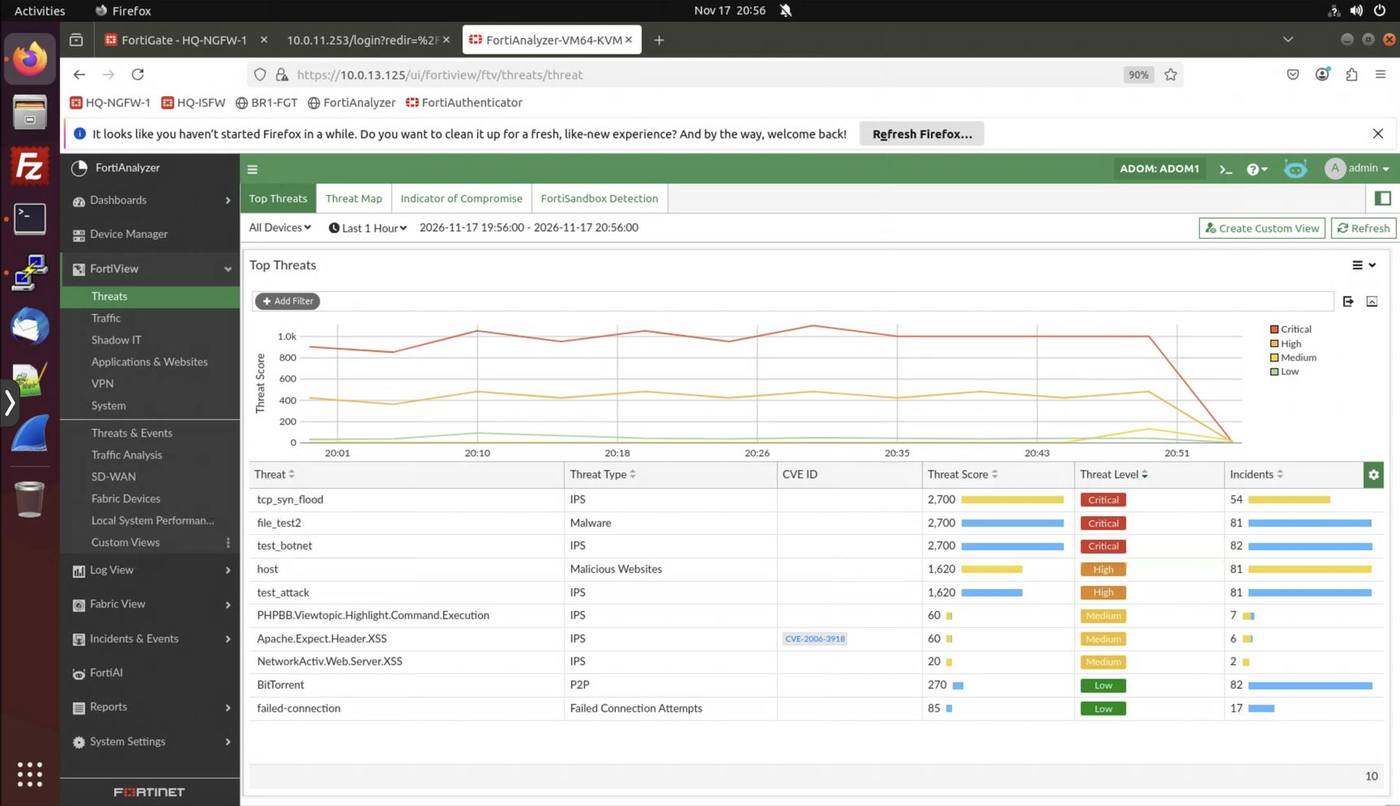 Activities Firefox Nov 17 20:56
FortiGate - HQ-NGFW-1 × 10.0.11.253/login?redir=%2F × FortiAnalyzer-VM64-KVM × +
https://10.0.13.125/ui/fortiview/ftv/threats/threat 90%
HQ-NGFW-1 HQ-ISFW BR1-FGT FortiAnalyzer FortiAuthenticator
It looks like you haven't started Firefox in a while. Do you want to clean it up for a fresh, like-new experience? And by the way, welcome back! Refresh Firefox...
FortiAnalyzer
Dashboards
Device Manager
FortiView
Threats
Traffic
Shadow IT
Applications & Websites
VPN
System
Threats & Events
Traffic Analysis
SD-WAN
Fabric Devices
Local System Performan...
Custom Views
Log View
Fabric View
Incidents & Events
FortiAI
Reports
System Settings
FORTINET
ADOM: ADOM1 >_ ? A admin
Top Threats Threat Map Indicator of Compromise FortiSandbox Detection
All Devices Last 1 Hour 2026-11-17 19:56:00 - 2026-11-17 20:56:00 Create Custom View Refresh
Top Threats
+ Add Filter
Threat Score
1.0k
800
600
400
200
0
20:01 20:10 20:18 20:26 20:35 20:43 20:51
Critical
High
Medium
Low
Threat Threat Type CVE ID Threat Score Threat Level Incidents
tcp_syn_flood IPS 2,700 Critical 54
file_test2 Malware 2,700 Critical 81
test_botnet IPS 2,700 Critical 82
host Malicious Websites 1,620 High 81
test_attack IPS 1,620 High 81
PHPBB.Viewtopic.Highlight.Command.Execution IPS 60 Medium 7
Apache.Expect.Header.XSS IPS CVE-2006-3918 60 Medium 6
NetworkActiv.Web.Server.XSS IPS 20 Medium 2
BitTorrent P2P 270 Low 82
failed-connection Failed Connection Attempts 85 Low 17
10